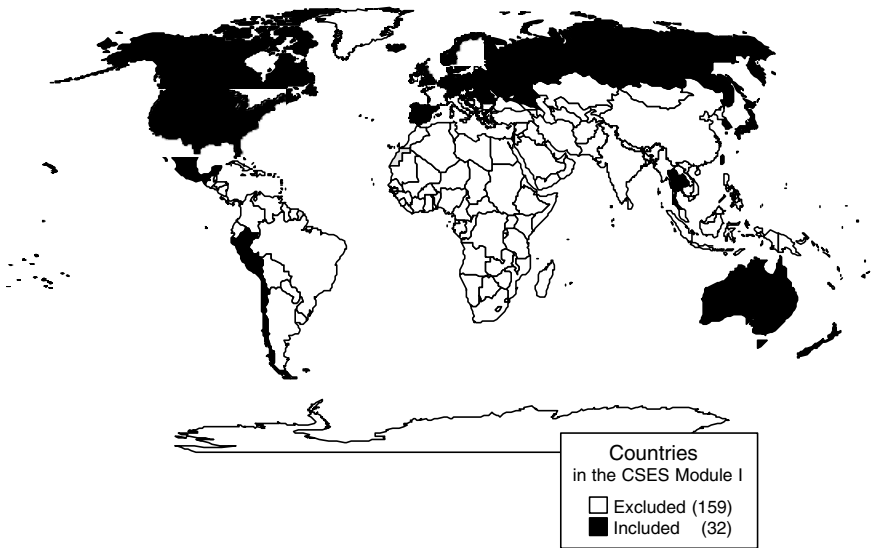 Countries
in the CSES Module I
Excluded (159)
Included (32)